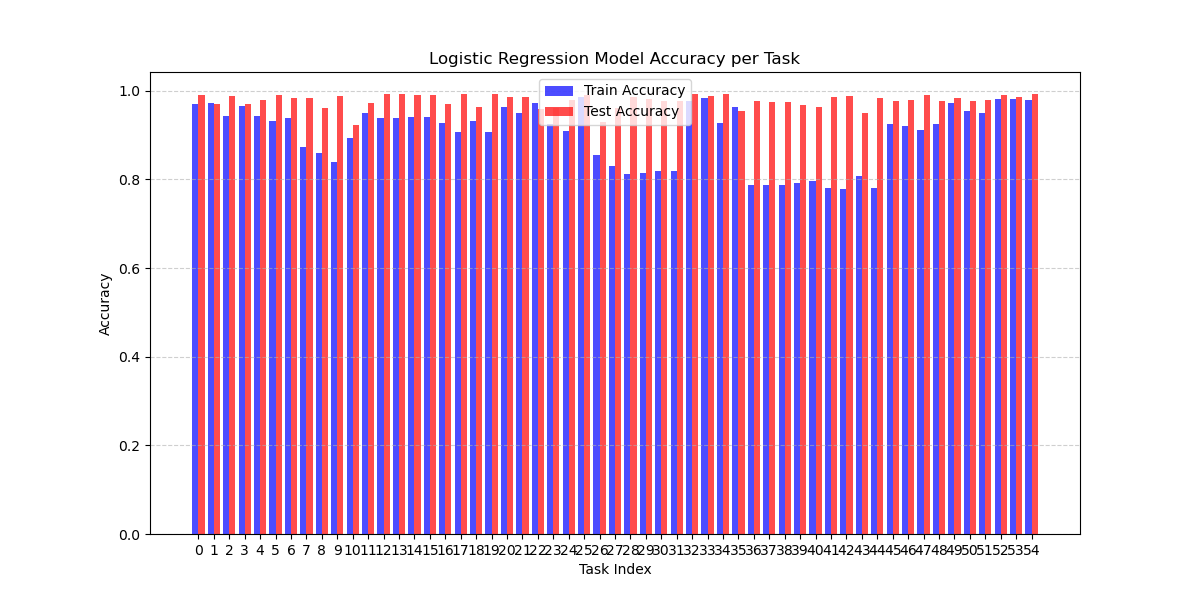 Logistic Regression Model Accuracy per Task
Train Accuracy
Test Accuracy
1.0
0.8
0.6
0.4
0.2
0.0
Accuracy
0 1 2 3 4 5 6 7 8 9 10 11 12 13 14 15 16 17 18 19 20 21 22 23 24 25 26 27 28 29 30 31 32 33 34 35 36 37 38 39 40 41 42 43 44 45 46 47 48 49 50 51 52 53 54
Task Index